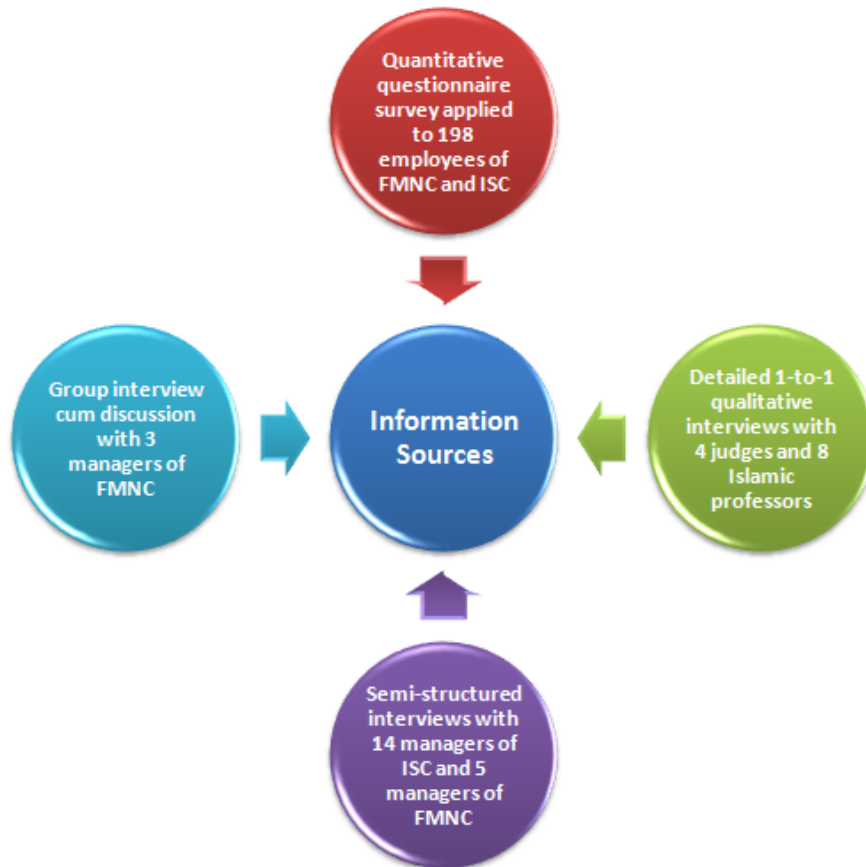 Quantitative
questionnaire
survey applied
to 198
employees of
FMNC and ISC
Group interview
cum discussion
with 3
managers of
FMNC
Information
Sources
Detailed 1-to-1
qualitative
interviews with
4 judges and 8
Islamic
professors
Semi-structured
interviews with
14 managers of
ISC and 5
managers of
FMNC